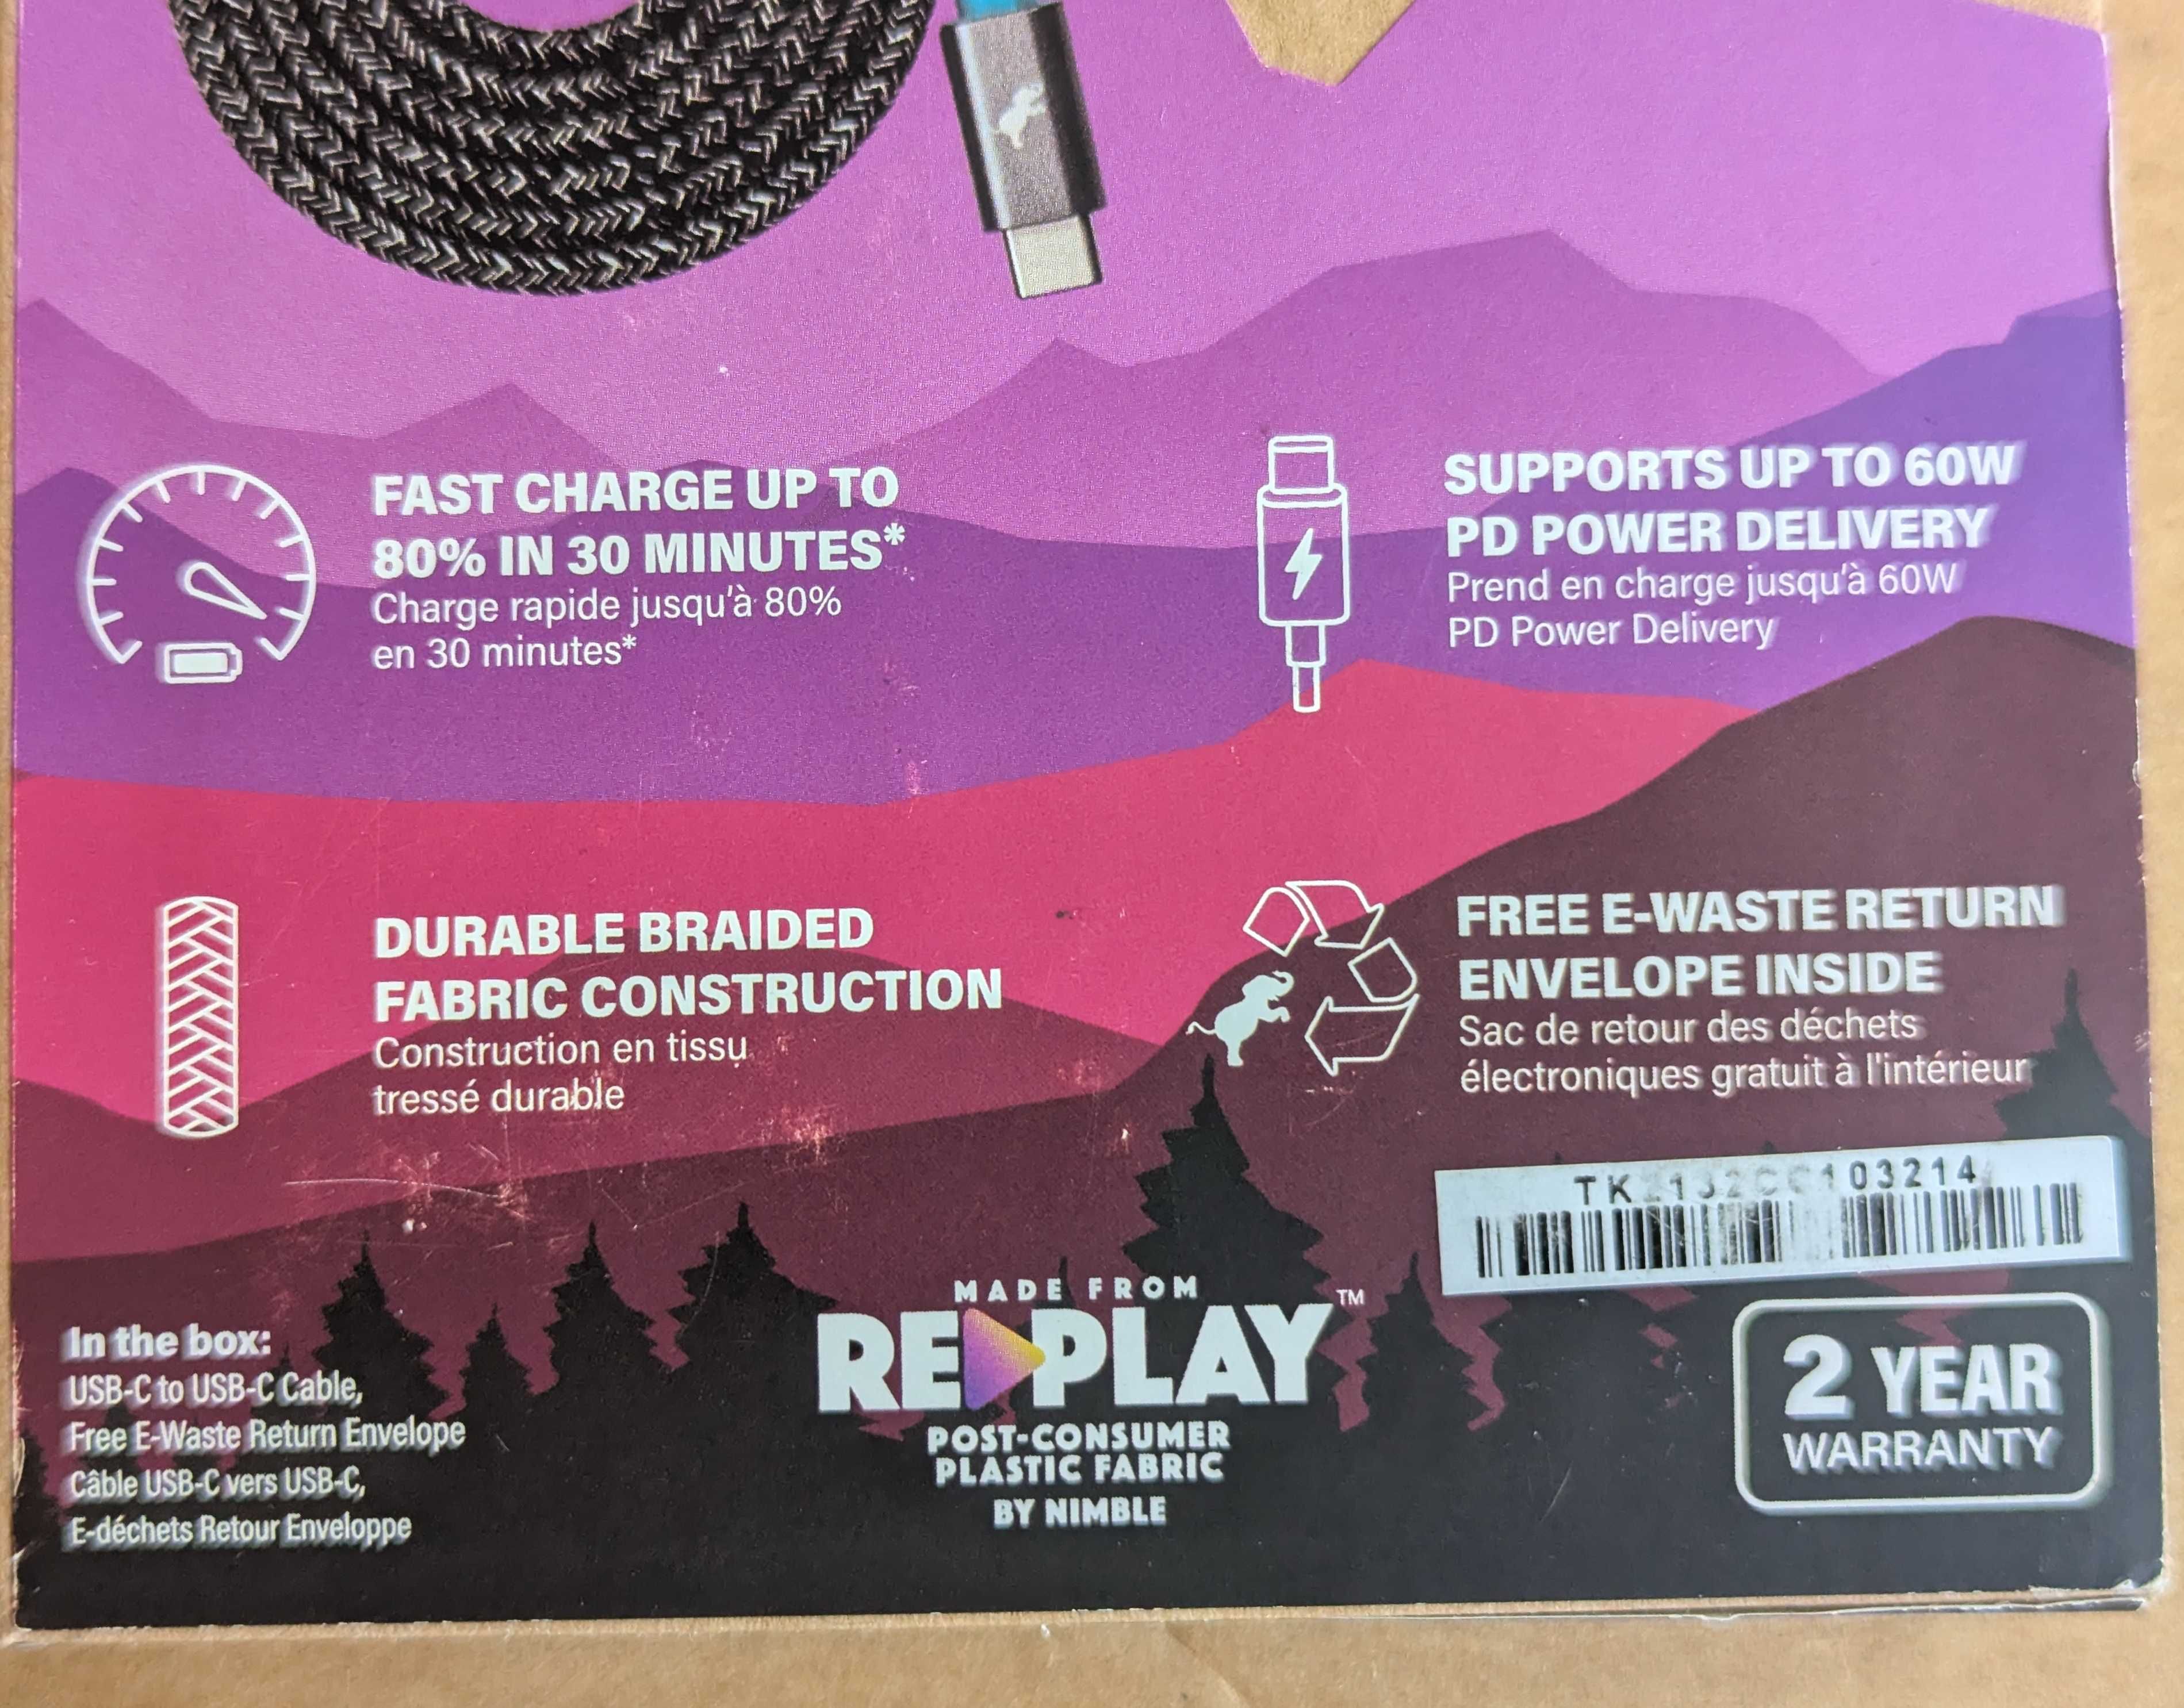 FAST CHARGE UP TO
80% IN 30 MINUTES*
Charge rapide jusqu'à 80%
en 30 minutes*
SUPPORTS UP TO 60W
PD POWER DELIVERY
Prend en charge jusqu'à 60W
PD Power Delivery
DURABLE BRAIDED
FABRIC CONSTRUCTION
Construction en tissu
tressé durable
FREE E-WASTE RETURN
ENVELOPE INSIDE
Sac de retour des déchets
électroniques gratuit à l'intérieur
In the box:
USB-C to USB-C Cable,
Free E-Waste Return Envelope
Câble USB-C vers USB-C,
E-déchets Retour Enveloppe
MADE FROM
REPLAY™
POST-CONSUMER
PLASTIC FABRIC
BY NIMBLE
2 YEAR
WARRANTY